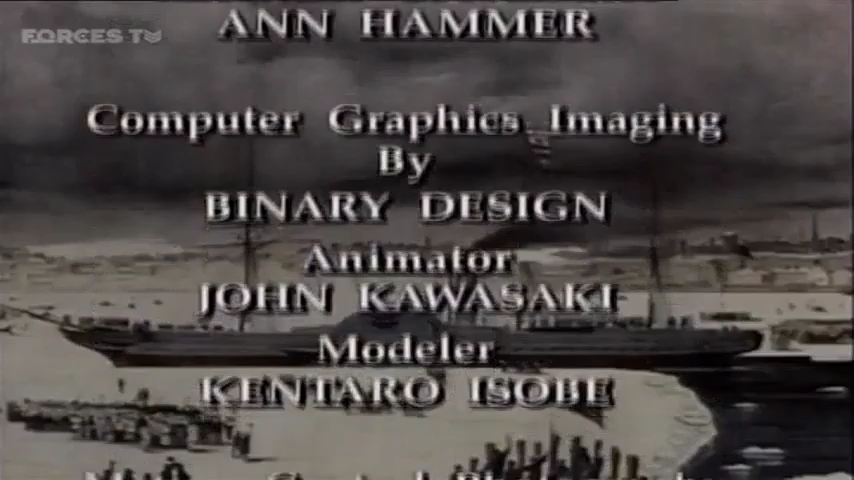 FORCES TV
ANN HAMMER
Computer Graphics Imaging
By
BINARY DESIGN
Animator
JOHN KAWASAKI
Modeler
KENTARO ISOBE